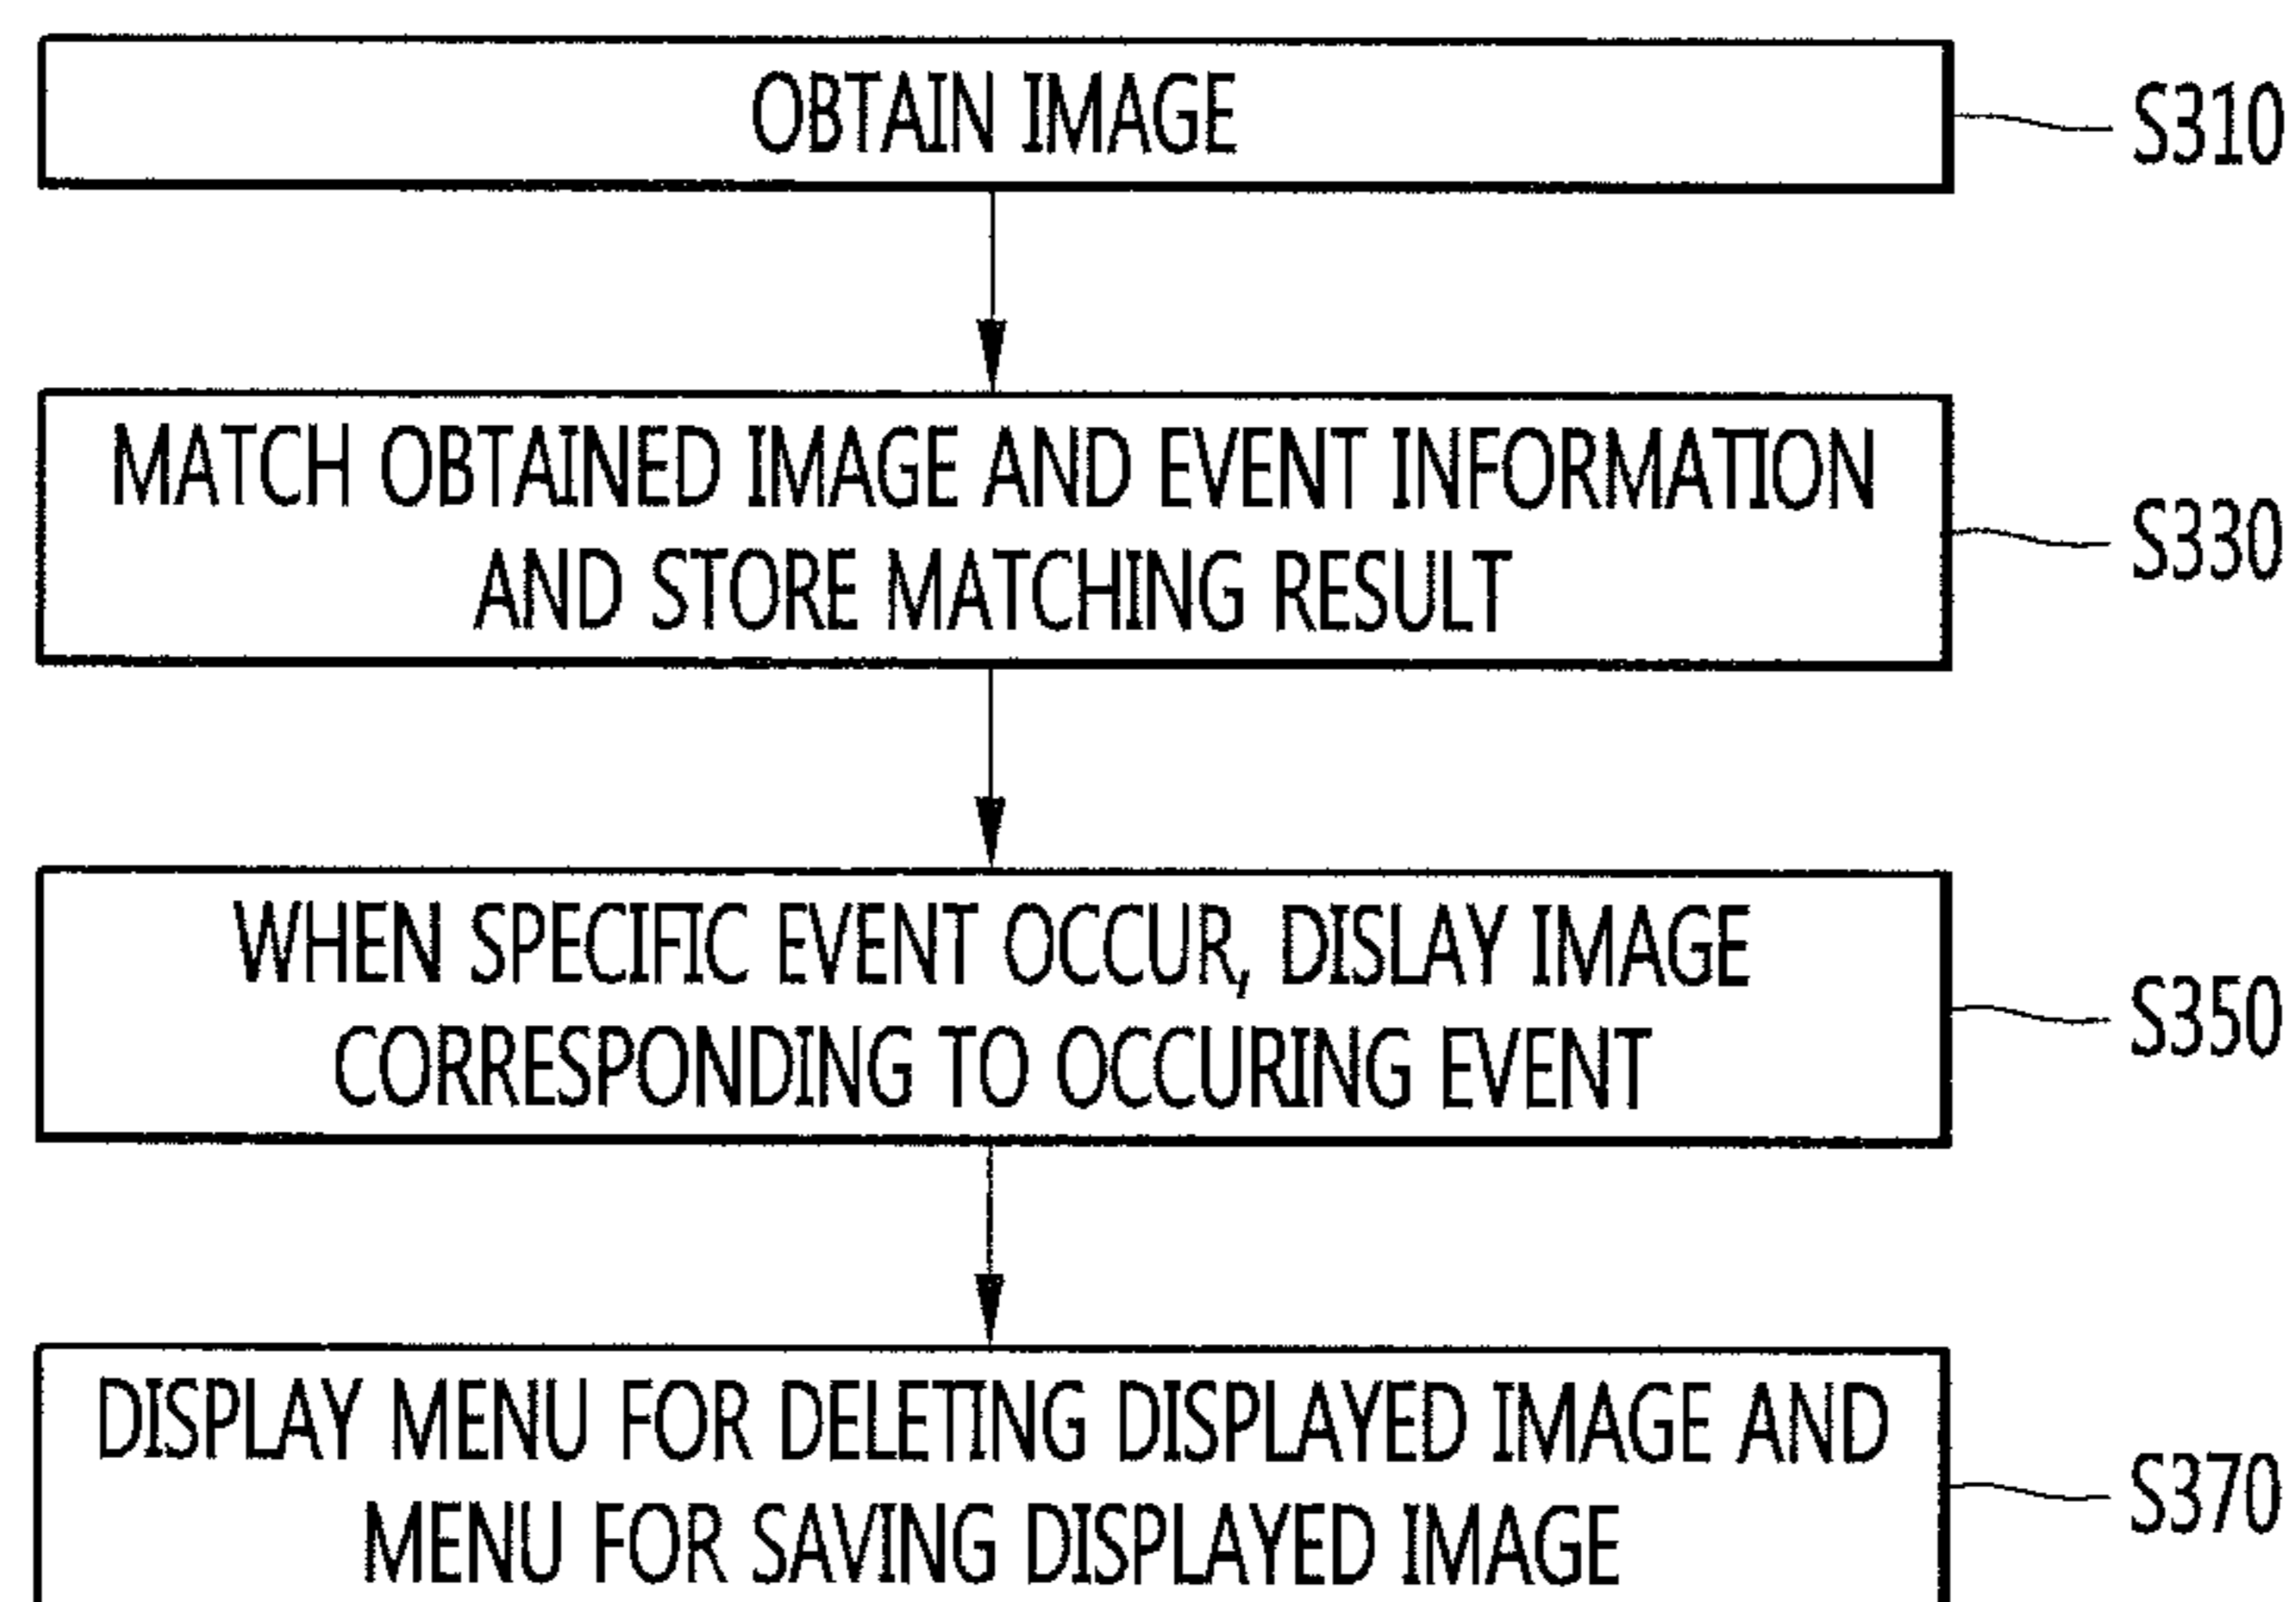 OBTAIN IMAGE
S310
MATCH OBTAINED IMAGE AND EVENT INFORMATION
AND STORE MATCHING RESULT
S330
WHEN SPECIFIC EVENT OCCUR, DISLAY IMAGE
CORRESPONDING TO OCCURING EVENT
S350
DISPLAY MENU FOR DELETING DISPLAYED IMAGE AND
MENU FOR SAVING DISPLAYED IMAGE
S370